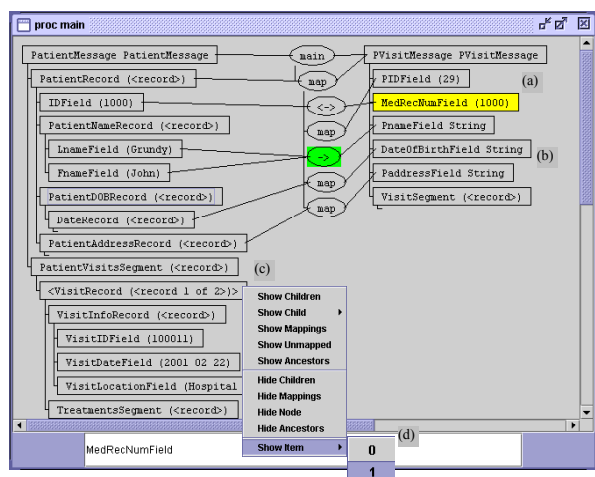 proc main
PatientMessage PatientMessage
main
PVisitMessage PVisitMessage
PatientRecord (<record>)
map
PIDField (29)
(a)
IDField (1000)
<->
MedRecNumField (1000)
PatientNameRecord (<record>)
map
PnameField String
LnameField (Grundy)
->
DateOfBirthField String
(b)
FnameField (John)
map
PaddressField String
PatientDOBRecord (<record>)
VisitSegment (<record>)
DateRecord (<record>)
map
PatientAddressRecord (<record>)
PatientVisitsSegment (<record>)
(c)
<VisitRecord (<record 1 of 2>)>
VisitInfoRecord (<record>)
VisitIDField (100011)
VisitDateField (2001 02 22)
VisitLocationField (Hospital
TreatmentsSegment (<record>)
Show Children
Show Child
Show Mappings
Show Unmapped
Show Ancestors
Hide Children
Hide Mappings
Hide Node
Hide Ancestors
Show Item
(d)
0
1
MedRecNumField